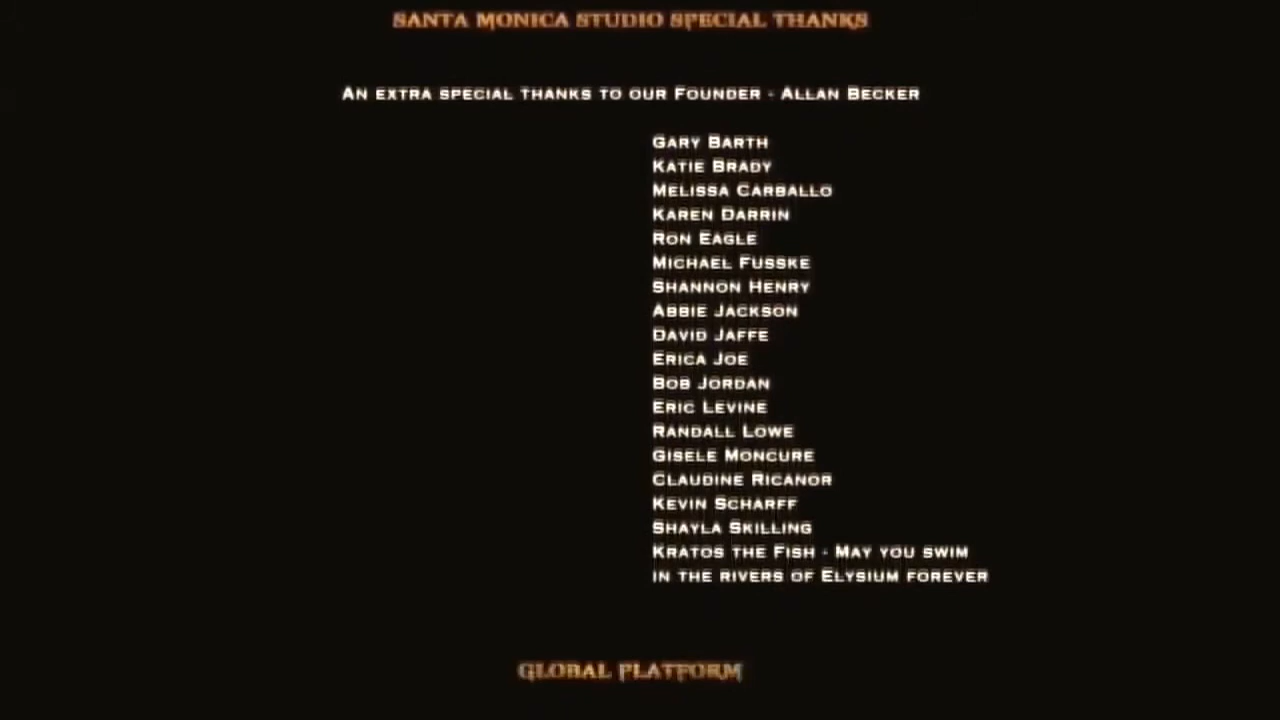 SANTA MONICA STUDIO SPECIAL THANKS
AN EXTRA SPECIAL THANKS TO OUR FOUNDER - ALLAN BECKER
GARY BARTH
KATIE BRADY
MELISSA CARBALLO
KAREN DARRIN
RON EAGLE
MICHAEL FUSSKE
SHANNON HENRY
ABBIE JACKSON
DAVID JAFFE
ERICA JOE
BOB JORDAN
ERIC LEVINE
RANDALL LOWE
GISELE MONCURE
CLAUDINE RICANOR
KEVIN SCHARFF
SHAYLA SKILLING
KRATOS THE FISH - MAY YOU SWIM
IN THE RIVERS OF ELYSIUM FOREVER
GLOBAL PLATFORM